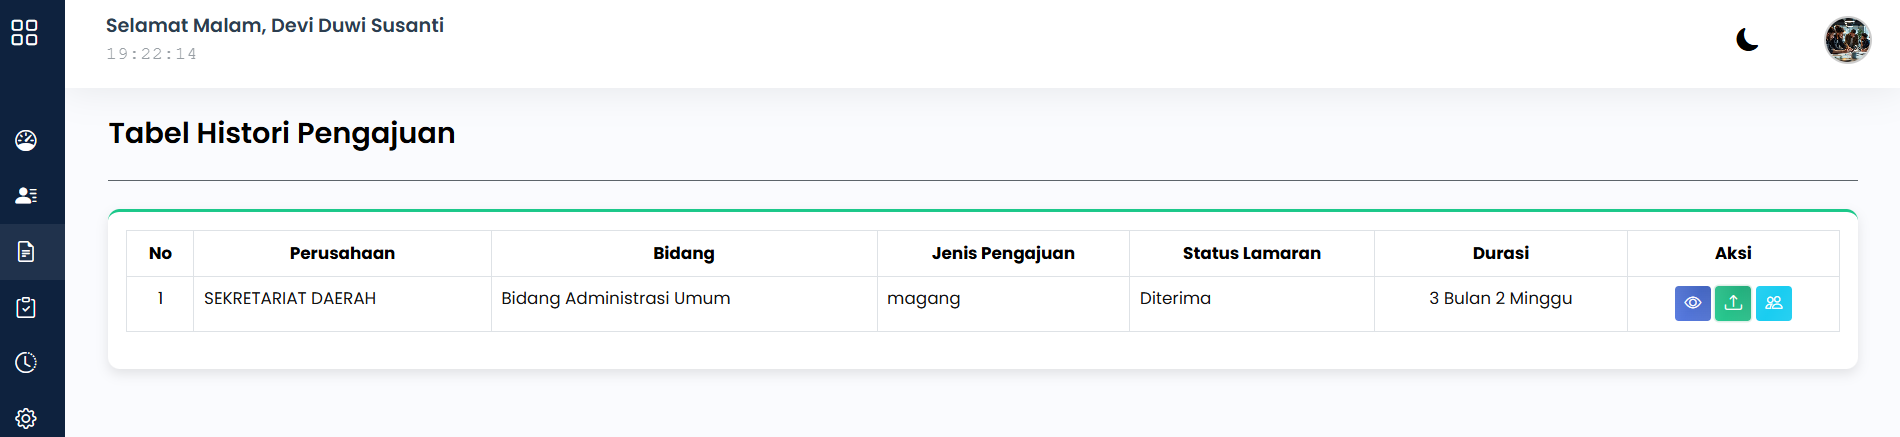 Selamat Malam, Devi Duwi Susanti
19:22:14
Tabel Histori Pengajuan
No Perusahaan Bidang Jenis Pengajuan Status Lamaran Durasi Aksi
1 SEKRETARIAT DAERAH Bidang Administrasi Umum magang Diterima 3 Bulan 2 Minggu